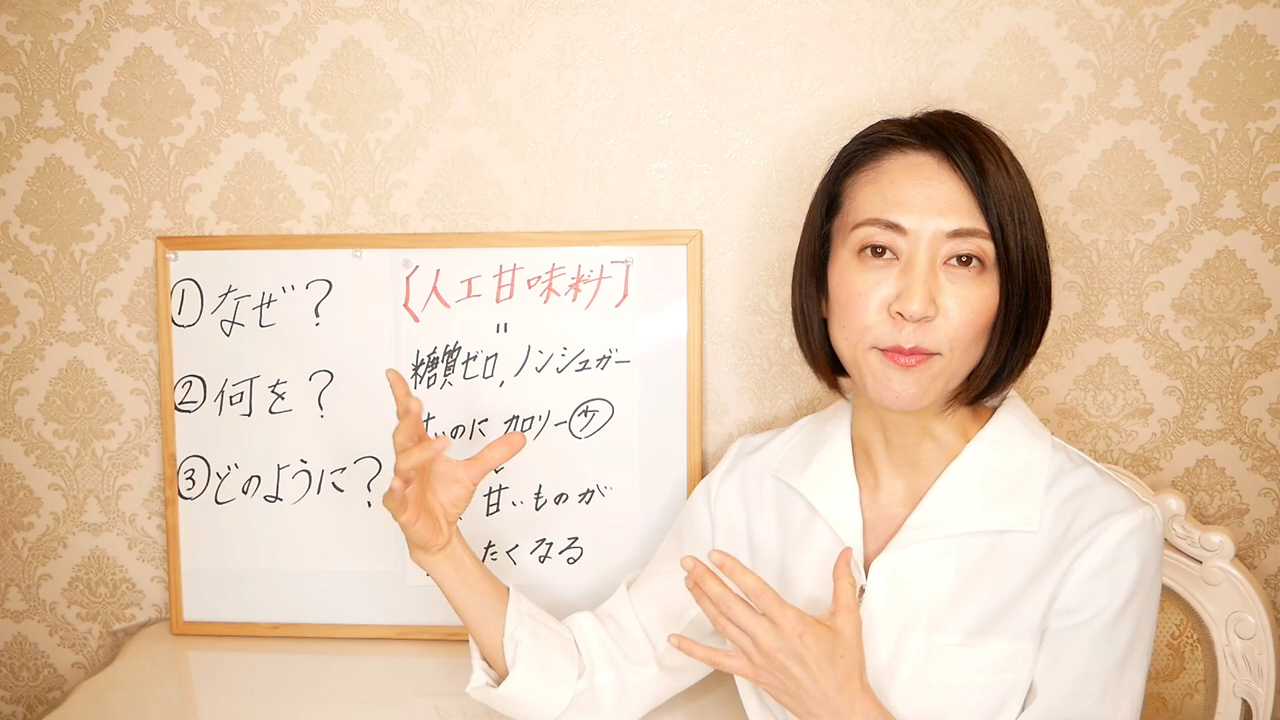 ①なぜ?
②何を?
③どのように?
[人工甘味料]
=
糖質ゼロ,ノンシュガー
いのに カロリー㋘
甘いものが
たくなる